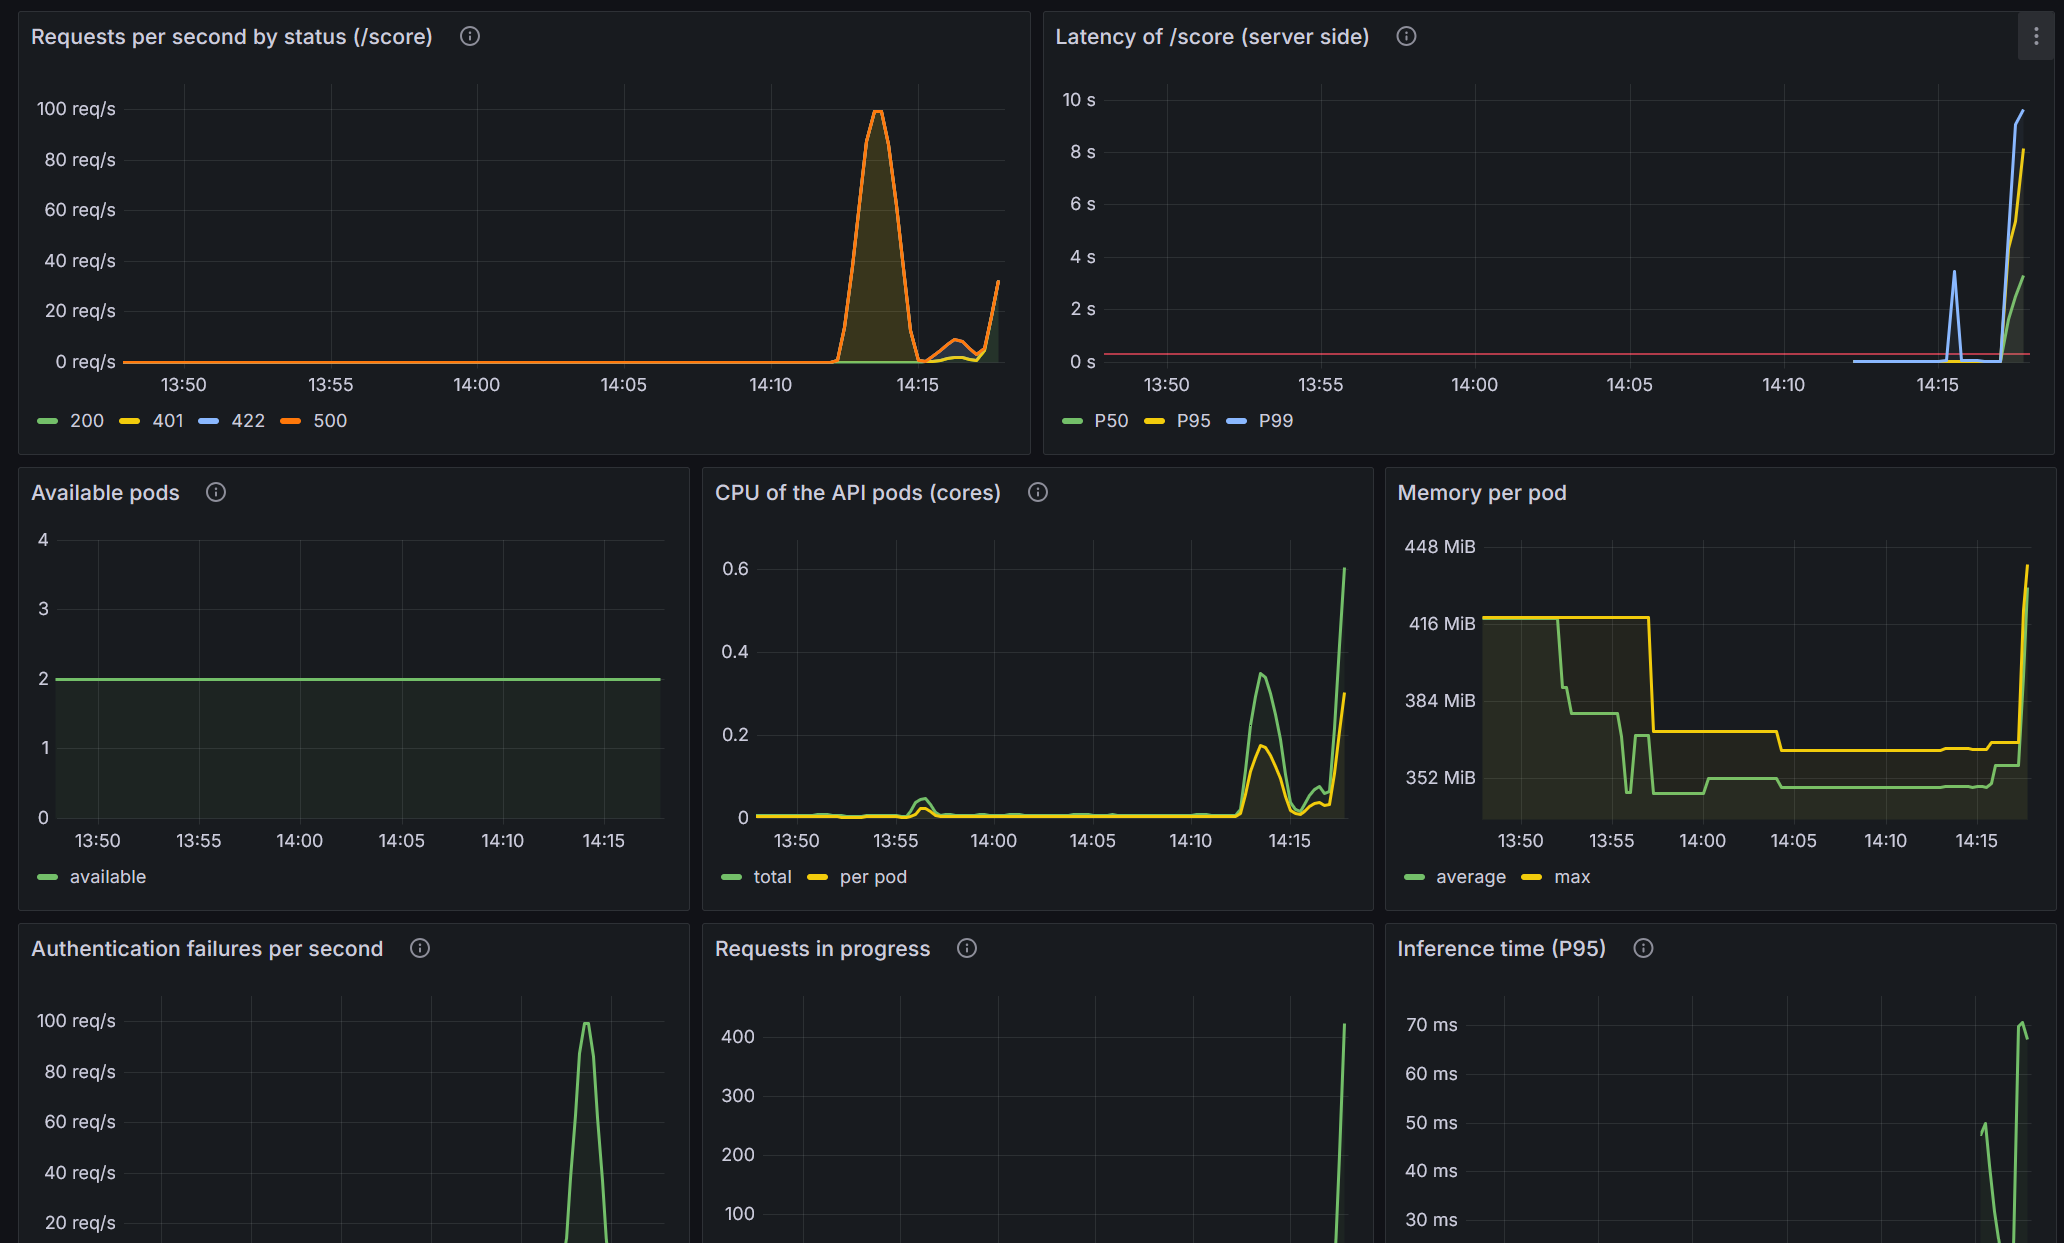 Requests per second by status (/score)
100 req/s
80 req/s
60 req/s
40 req/s
20 req/s
0 req/s
13:50 13:55 14:00 14:05 14:10 14:15
200 401 422 500
Latency of /score (server side)
10 s
8 s
6 s
4 s
2 s
0 s
13:50 13:55 14:00 14:05 14:10 14:15
P50 P95 P99
Available pods
4
3
2
1
0
13:50 13:55 14:00 14:05 14:10 14:15
available
CPU of the API pods (cores)
0.6
0.4
0.2
0
13:50 13:55 14:00 14:05 14:10 14:15
total per pod
Memory per pod
448 MiB
416 MiB
384 MiB
352 MiB
13:50 13:55 14:00 14:05 14:10 14:15
average max
Authentication failures per second
100 req/s
80 req/s
60 req/s
40 req/s
20 req/s
Requests in progress
400
300
200
100
Inference time (P95)
70 ms
60 ms
50 ms
40 ms
30 ms